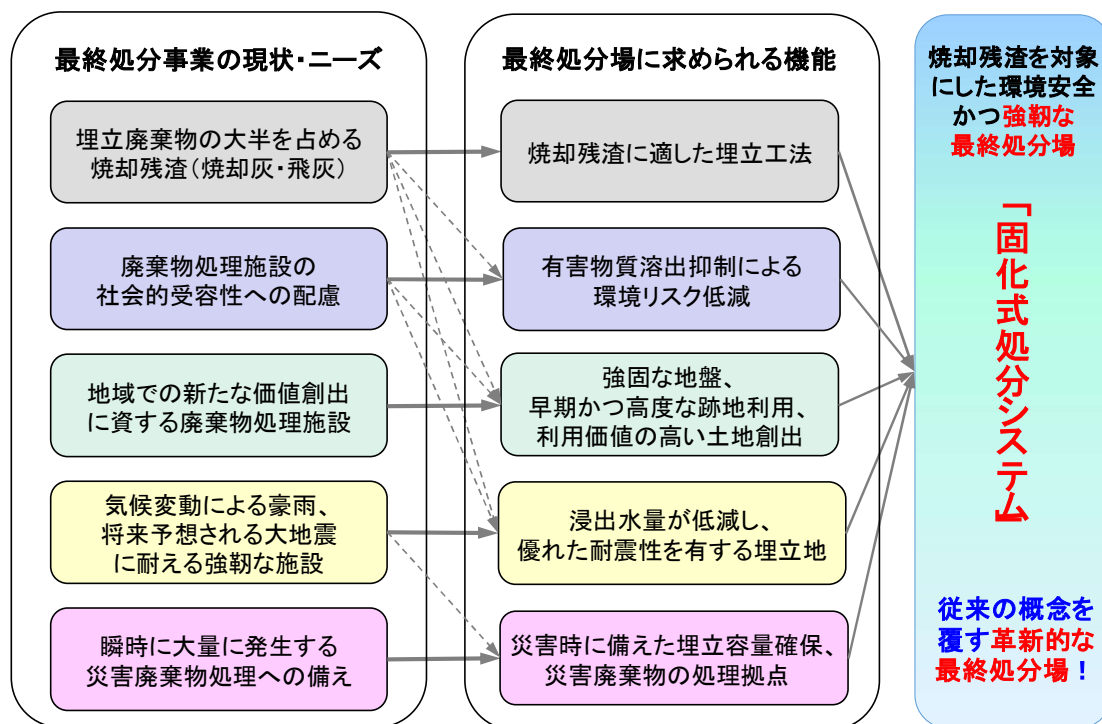 最終処分事業の現状・ニーズ
埋立廃棄物の大半を占める
焼却残渣（焼却灰・飛灰）
廃棄物処理施設の
社会的受容性への配慮
地域での新たな価値創出
に資する廃棄物処理施設
気候変動による豪雨、
将来予想される大地震
に耐える強靭な施設
瞬時に大量に発生する
災害廃棄物処理への備え
最終処分場に求められる機能
焼却残渣に適した埋立工法
有害物質溶出抑制による
環境リスク低減
強固な地盤、
早期かつ高度な跡地利用、
利用価値の高い土地創出
浸出水量が低減し、
優れた耐震性を有する埋立地
災害時に備えた埋立容量確保、
災害廃棄物の処理拠点
焼却残渣を対象
にした環境安全
かつ強靭な
最終処分場
「固化式処分システム」
従来の概念を
覆す革新的な
最終処分場！